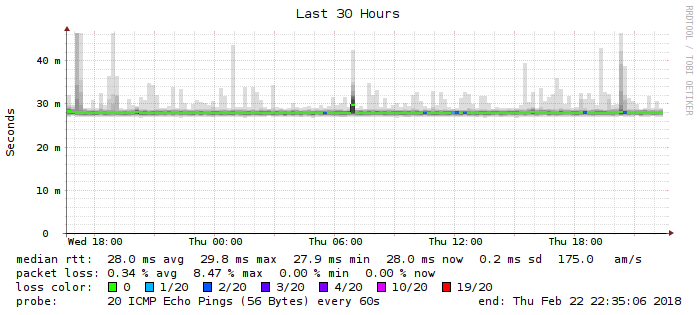 Last 30 Hours
RRDTOOL / TOBI OETIKER
Seconds
40 m
30 m
20 m
10 m
0
Wed 18:00 Thu 00:00 Thu 06:00 Thu 12:00 Thu 18:00
median rtt: 28.0 ms avg 29.8 ms max 27.9 ms min 28.0 ms now 0.2 ms sd 175.0 am/s
packet loss: 0.34 % avg 8.47 % max 0.00 % min 0.00 % now
loss color: 0 1/20 2/20 3/20 4/20 10/20 19/20
probe: 20 ICMP Echo Pings (56 Bytes) every 60s end: Thu Feb 22 22:35:06 2018